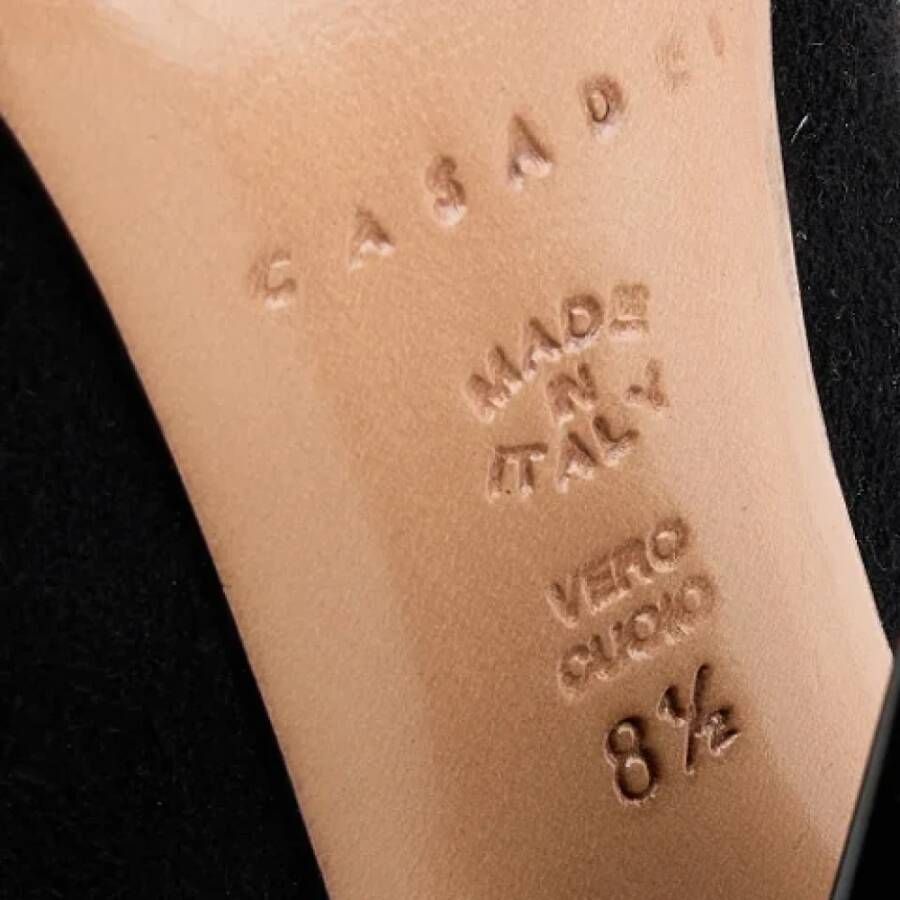 CASADEI
MADE
IN
ITALY
VERO
CUOIO
8½